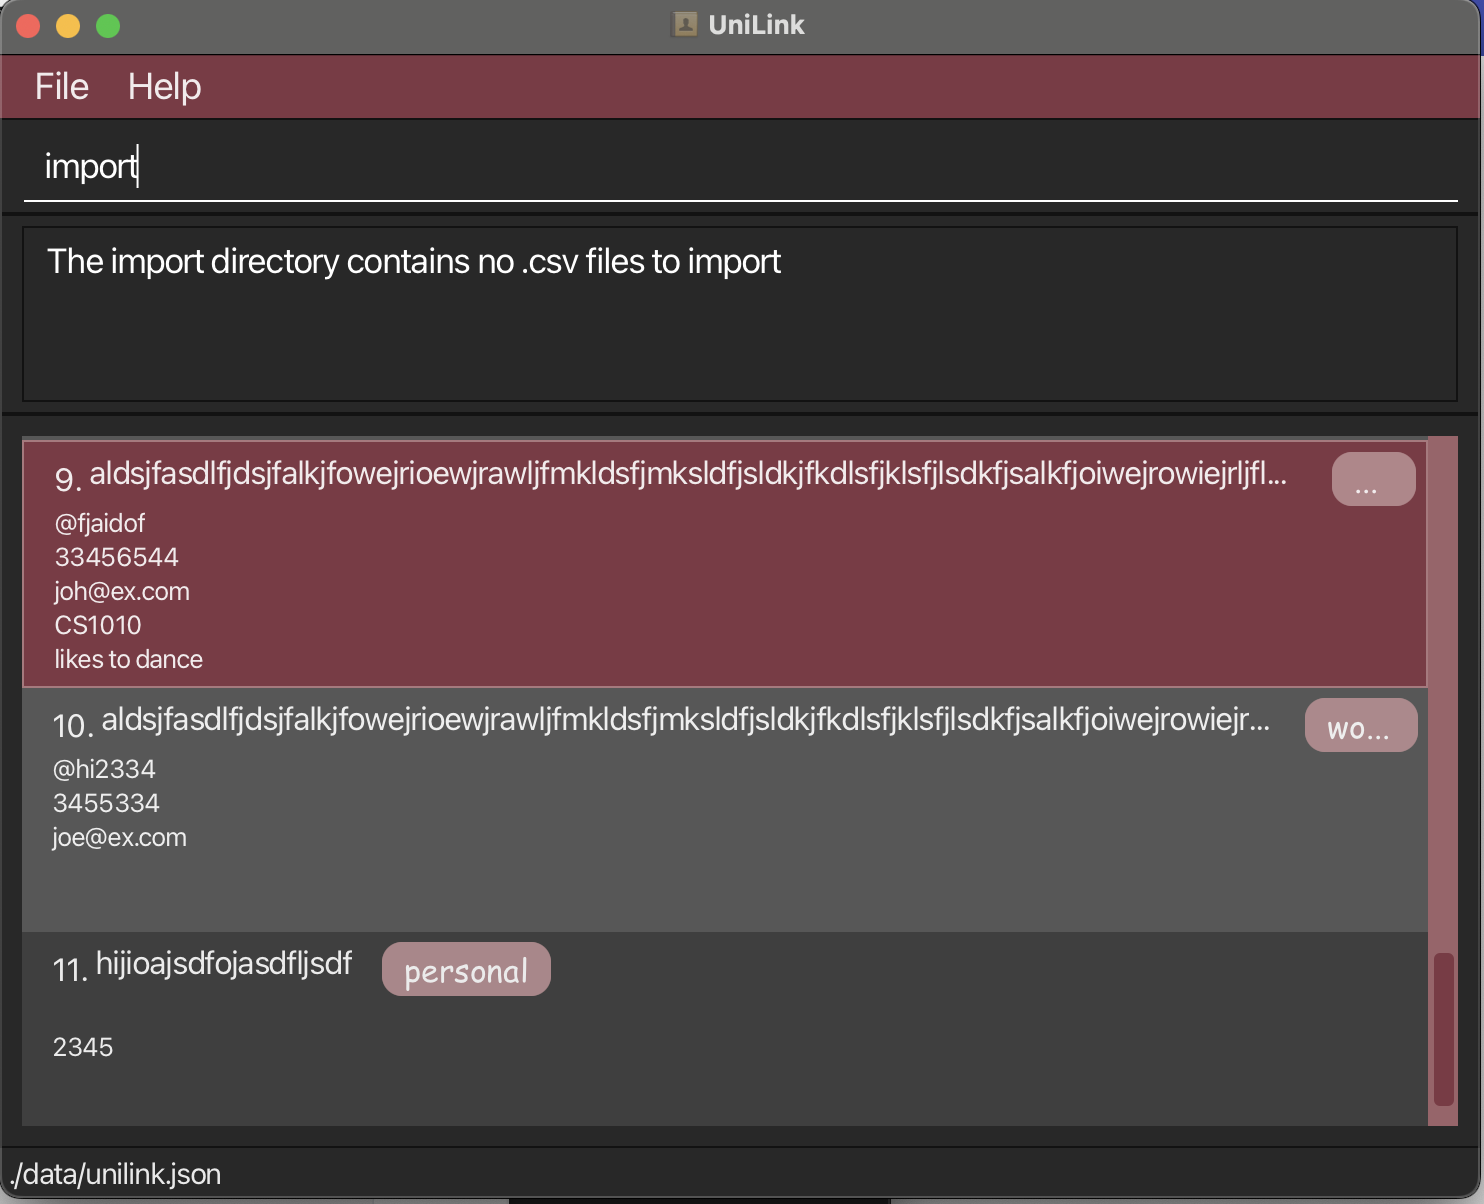 UniLink
File Help
import
The import directory contains no .csv files to import
9. aldsjfasdlfjdsjfalkjfowejrioewjrawljfmkldsfjmksldfjsldkjfkdlsfjklsfjlsdkfjsalkfjoiwejrowiejrljfl... ...
@fjaidof
33456544
joh@ex.com
CS1010
likes to dance
10. aldsjfasdlfjdsjfalkjfowejrioewjrawljfmkldsfjmksldfjsldkjfkdlsfjklsfjlsdkfjsalkfjoiwejrowiejr... wo...
@hi2334
3455334
joe@ex.com
11. hijioajsdfojasdfljsdf personal
2345
./data/unilink.json